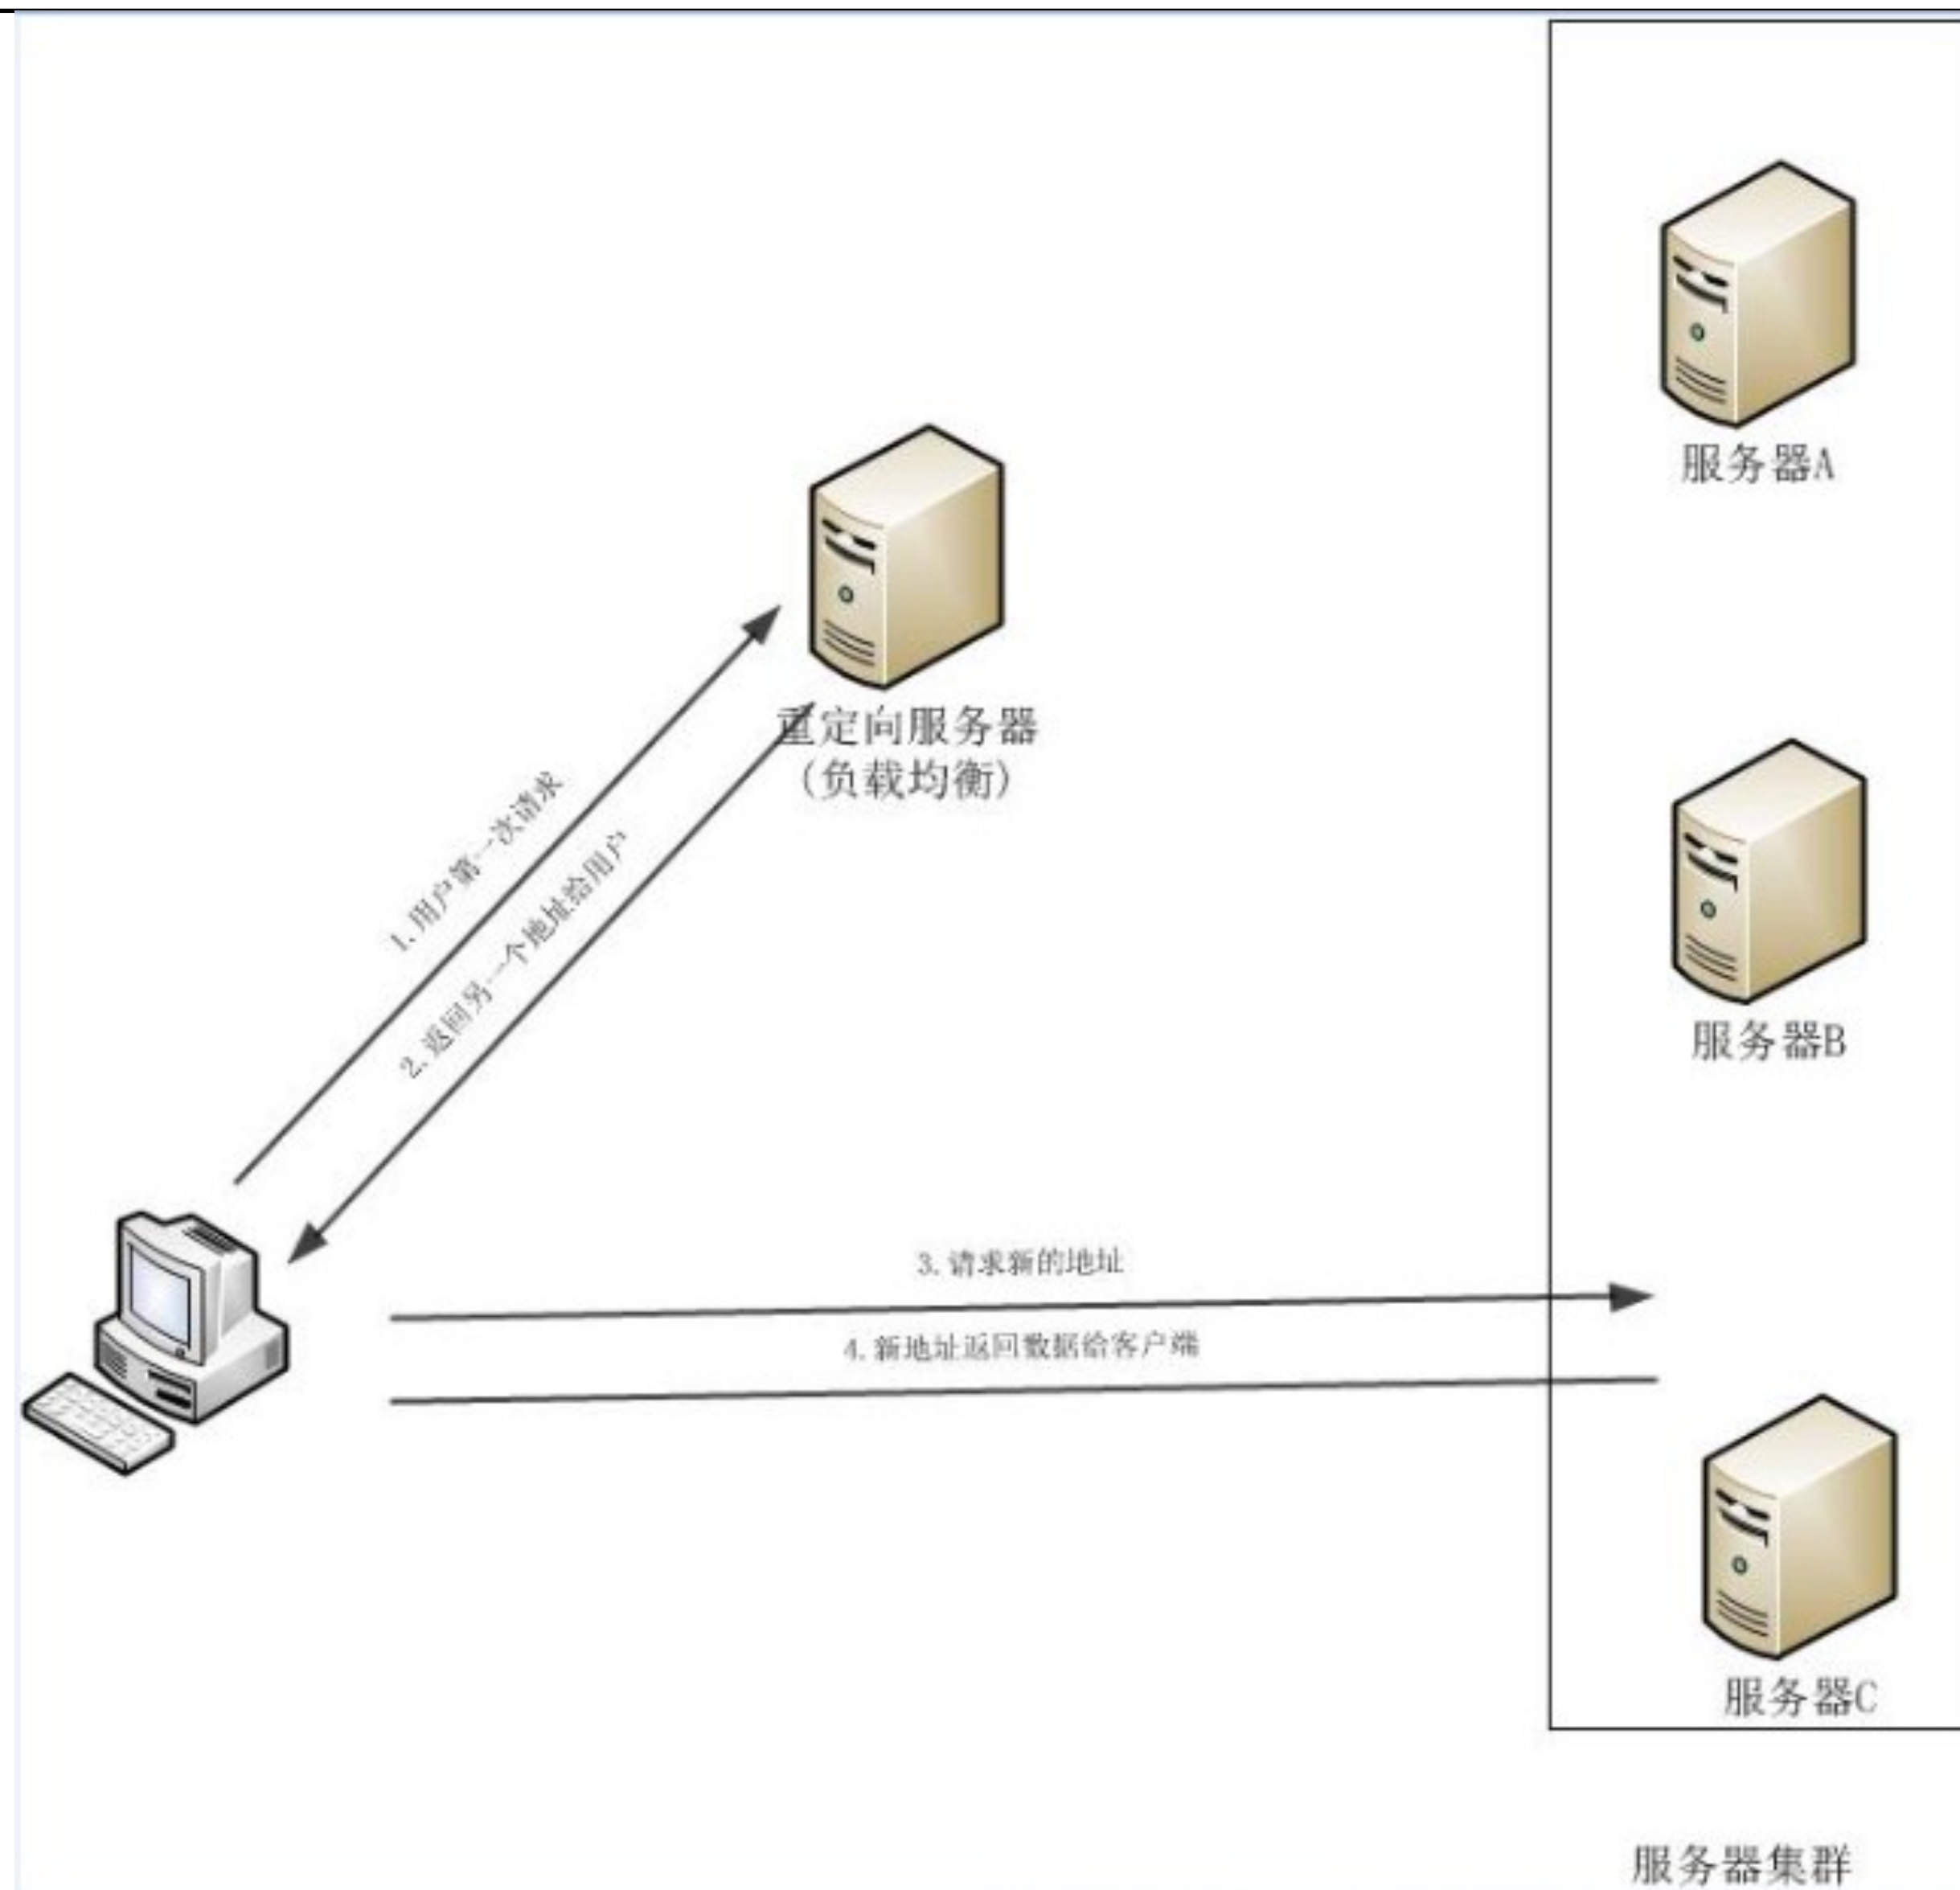 服务器A
重定向服务器
(负载均衡)
1.用户第一次请求
2.返回另一个地址给用户
服务器B
3.请求新的地址
4.新地址返回数据给客户端
服务器C
服务器集群